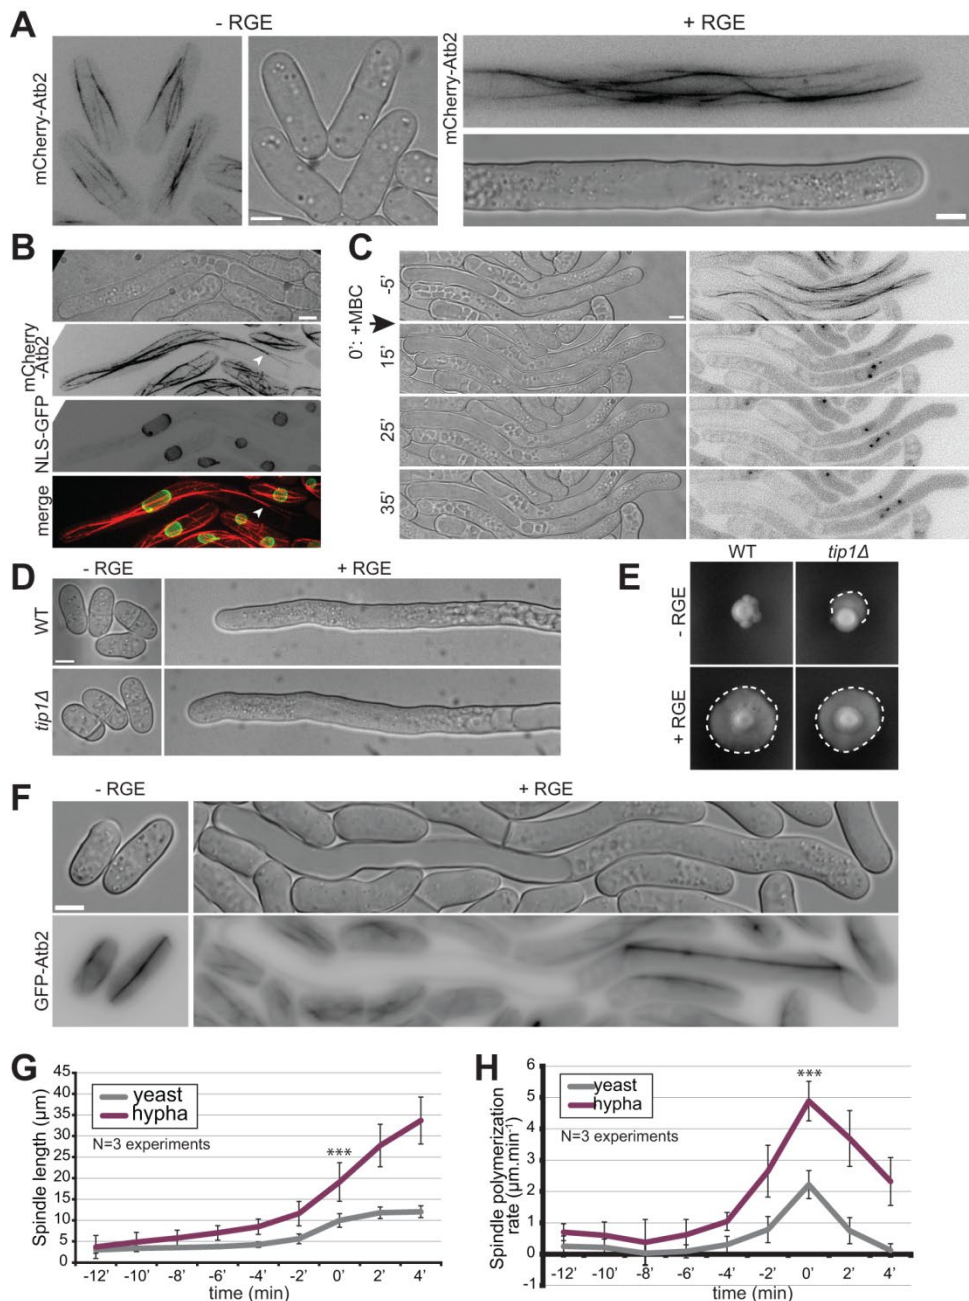 A
- RGE
+ RGE
mCherry-Atb2
mCherry-Atb2
B
mCherry
-Atb2
NLS-GFP
merge
C
0': +MBC
-5'
15'
25'
35'
D
- RGE
+ RGE
WT
tip1Δ
E
WT
tip1Δ
- RGE
+ RGE
F
- RGE
+ RGE
GFP-Atb2
G
Spindle length (µm)
45
40
35
30
25
20
15
10
5
0
yeast
hypha
N=3 experiments
***
-12' -10' -8' -6' -4' -2' 0' 2' 4'
time (min)
H
Spindle polymerization
rate (µm.min-1)
6
5
4
3
2
1
0
-1
yeast
hypha
N=3 experiments
***
-12' -10' -8' -6' -4' -2' 0' 2' 4'
time (min)